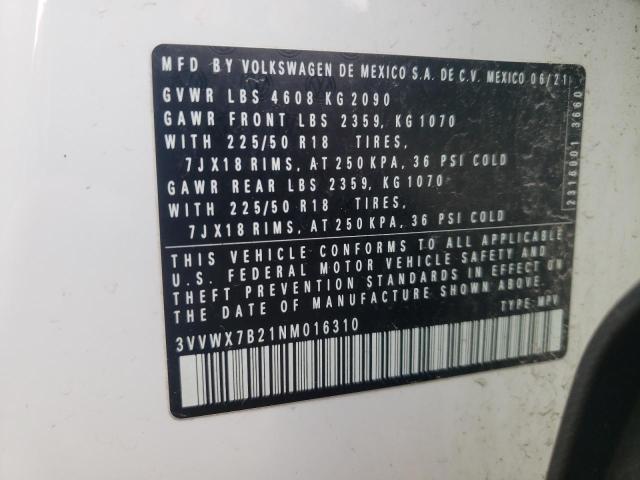 MFD BY VOLKSWAGEN DE MEXICO S.A. DE C.V. MEXICO 06/21
GVWR LBS 4608 KG 2090
GAWR FRONT LBS 2359, KG 1070
WITH 225/50 R18 TIRES,
7JX18 RIMS, AT 250 KPA, 36 PSI COLD
GAWR REAR LBS 2359, KG 1070
WITH 225/50 R18 TIRES,
7JX18 RIMS, AT 250 KPA, 36 PSI COLD
THIS VEHICLE CONFORMS TO ALL APPLICABLE
U.S. FEDERAL MOTOR VEHICLE SAFETY AND
THEFT PREVENTION STANDARDS IN EFFECT ON
THE DATE OF MANUFACTURE SHOWN ABOVE.
TYPE: MPV
3VVWX7B21NM016310
2316001 3660